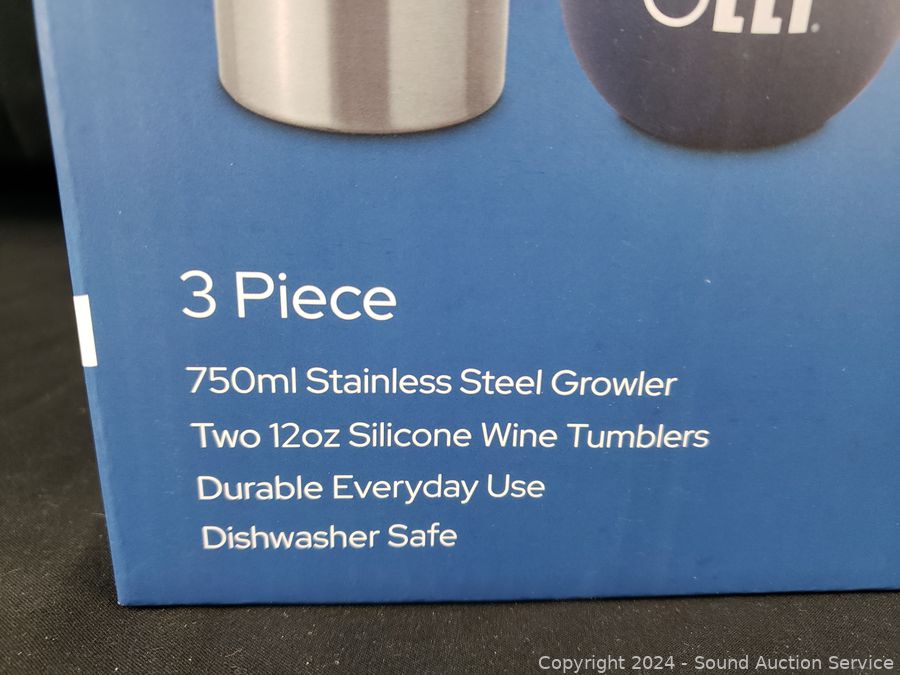 3 Piece
750ml Stainless Steel Growler
Two 12oz Silicone Wine Tumblers
Durable Everyday Use
Dishwasher Safe
Copyright 2024 - Sound Auction Service